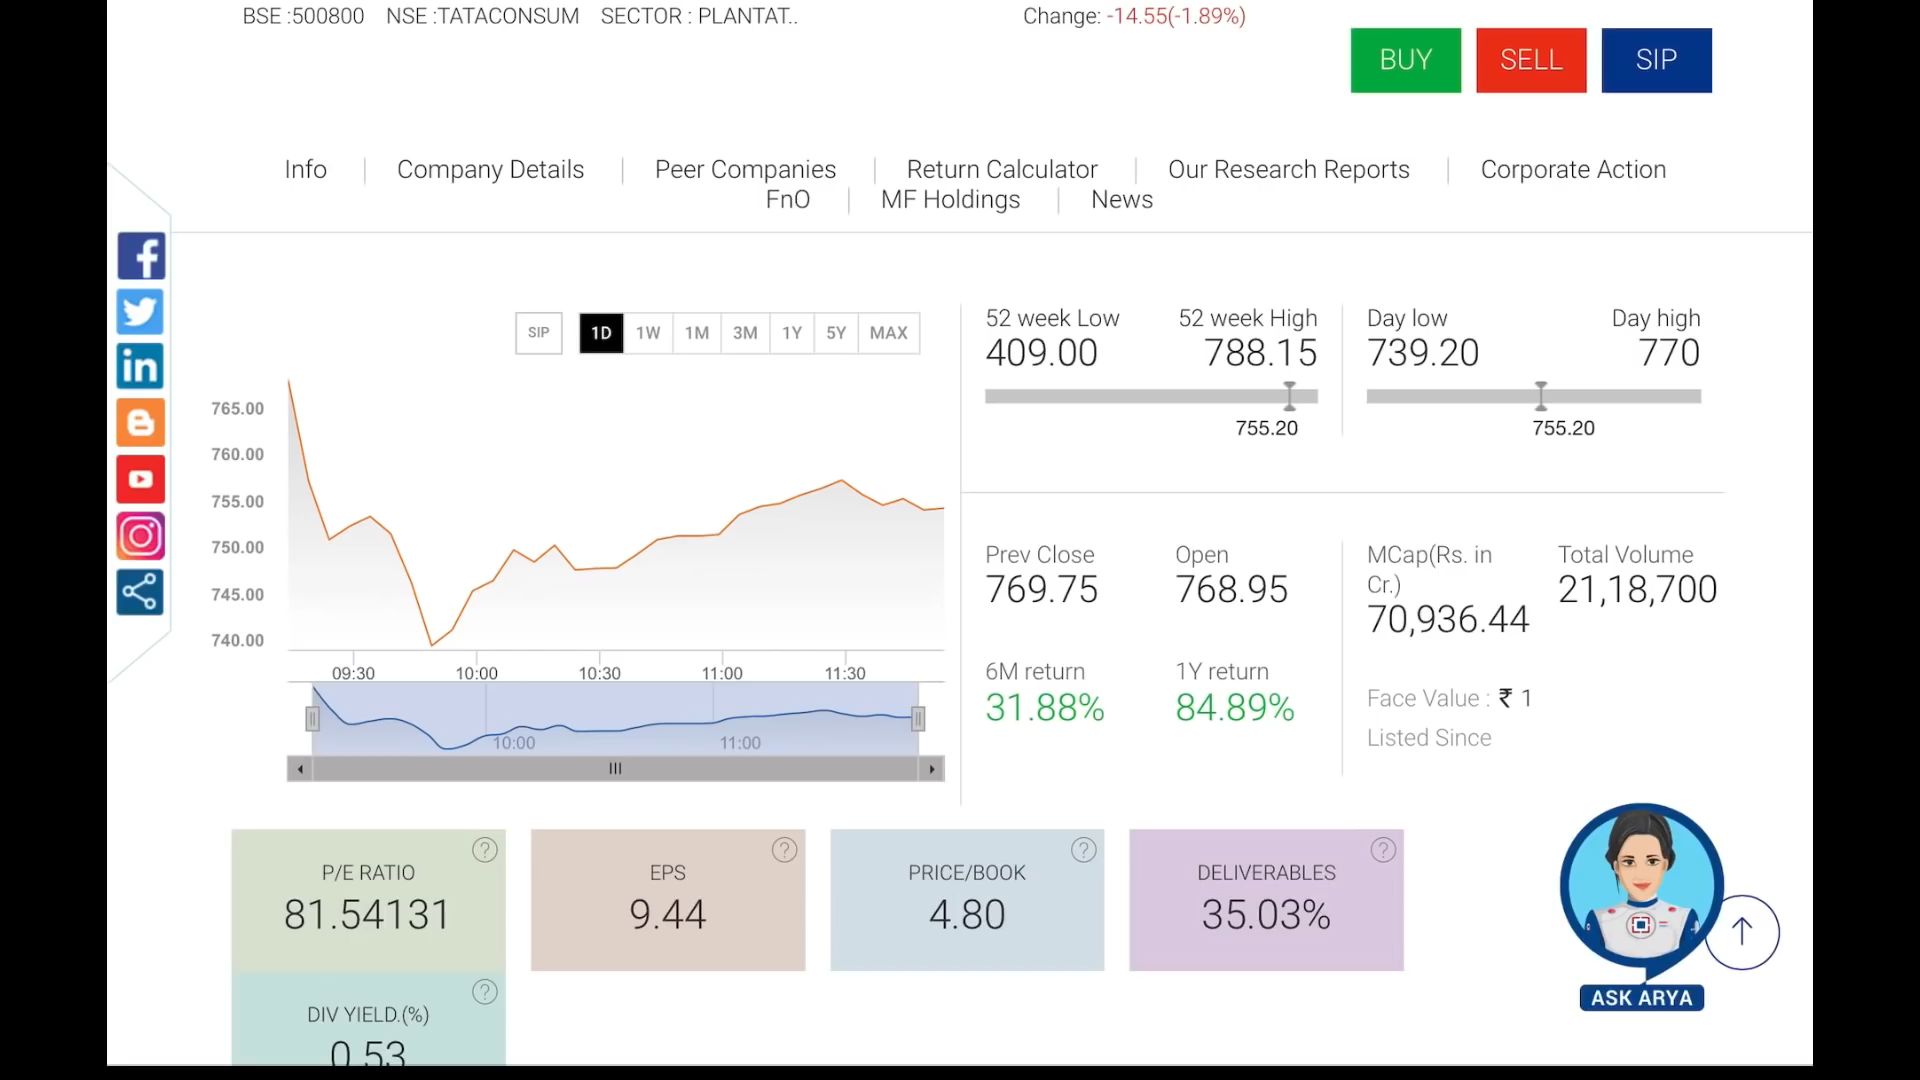 BSE :500800 NSE :TATACONSUM SECTOR : PLANTAT.. Change: -14.55(-1.89%)
BUY SELL SIP
Info Company Details Peer Companies Return Calculator Our Research Reports Corporate Action
FnO MF Holdings News
SIP 1D 1W 1M 3M 1Y 5Y MAX
765.00
760.00
755.00
750.00
745.00
740.00
09:30 10:00 10:30 11:00 11:30
10:00 11:00
52 week Low 52 week High
409.00 788.15
755.20
Day low Day high
739.20 770
755.20
Prev Close Open
769.75 768.95
6M return 1Y return
31.88% 84.89%
MCap(Rs. in
Cr.)
70,936.44
Total Volume
21,18,700
Face Value : ₹ 1
Listed Since
P/E RATIO ?
81.54131
EPS ?
9.44
PRICE/BOOK ?
4.80
DELIVERABLES ?
35.03%
DIV YIELD.(%) ?
0.53
ASK ARYA